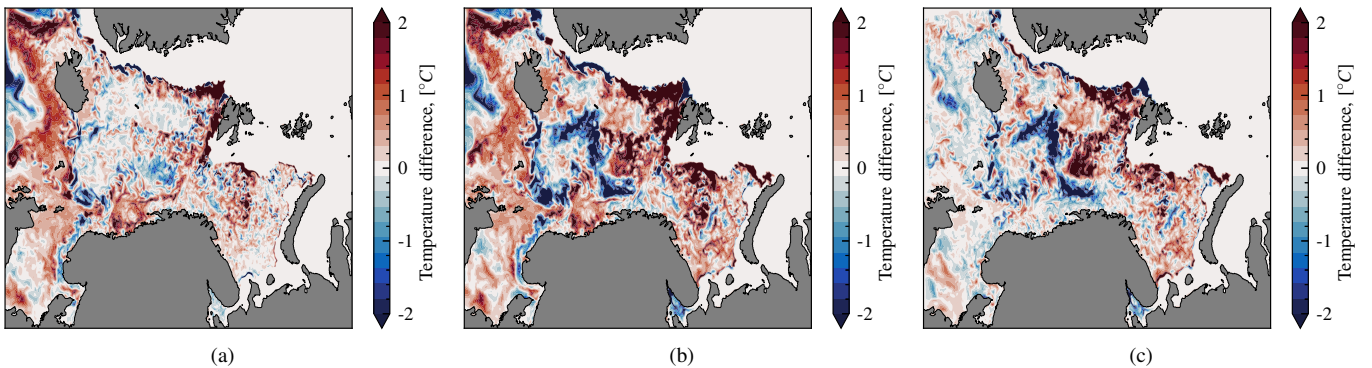 2
1
0
-1
-2
Temperature difference, [°C]
(a)
2
1
0
-1
-2
Temperature difference, [°C]
(b)
2
1
0
-1
-2
Temperature difference, [°C]
(c)